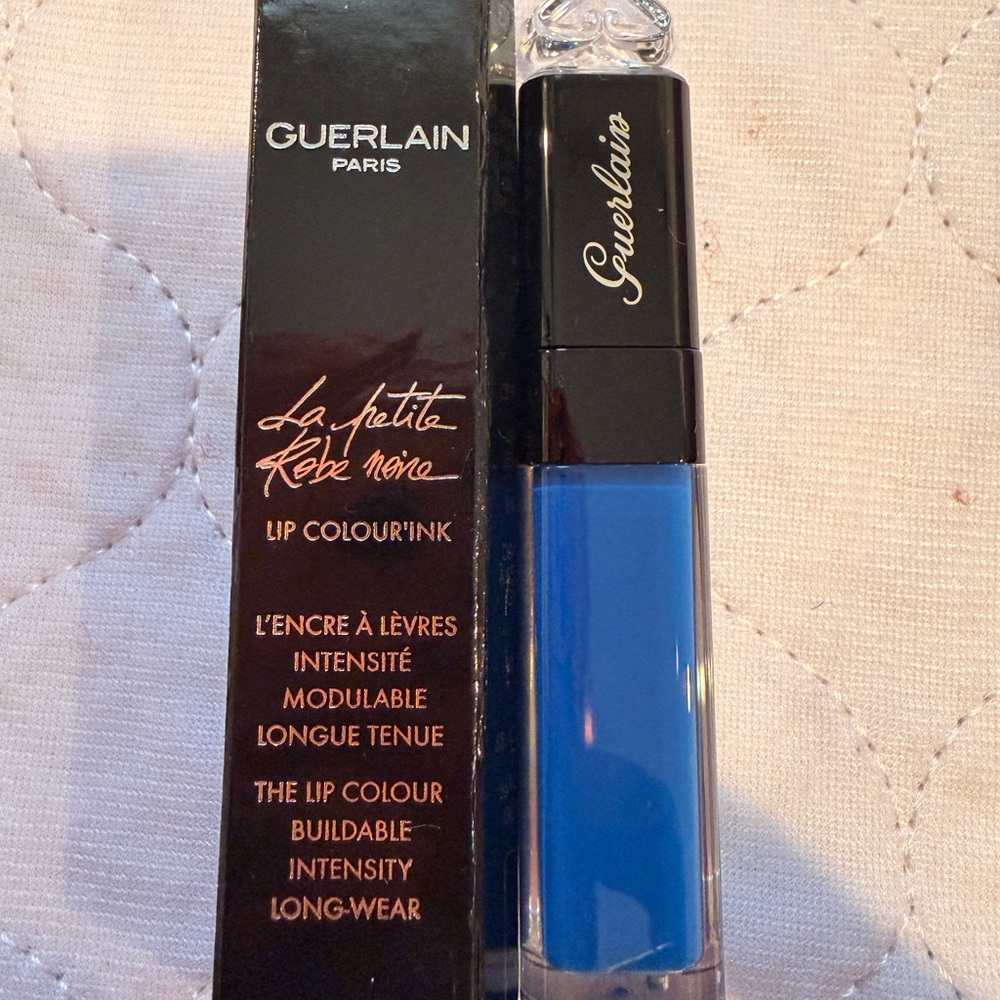 GUERLAIN
PARIS
La petite
Robe noire
LIP COLOUR'INK
L'ENCRE À LÈVRES
INTENSITÉ
MODULABLE
LONGUE TENUE
THE LIP COLOUR
BUILDABLE
INTENSITY
LONG-WEAR
Guerlain